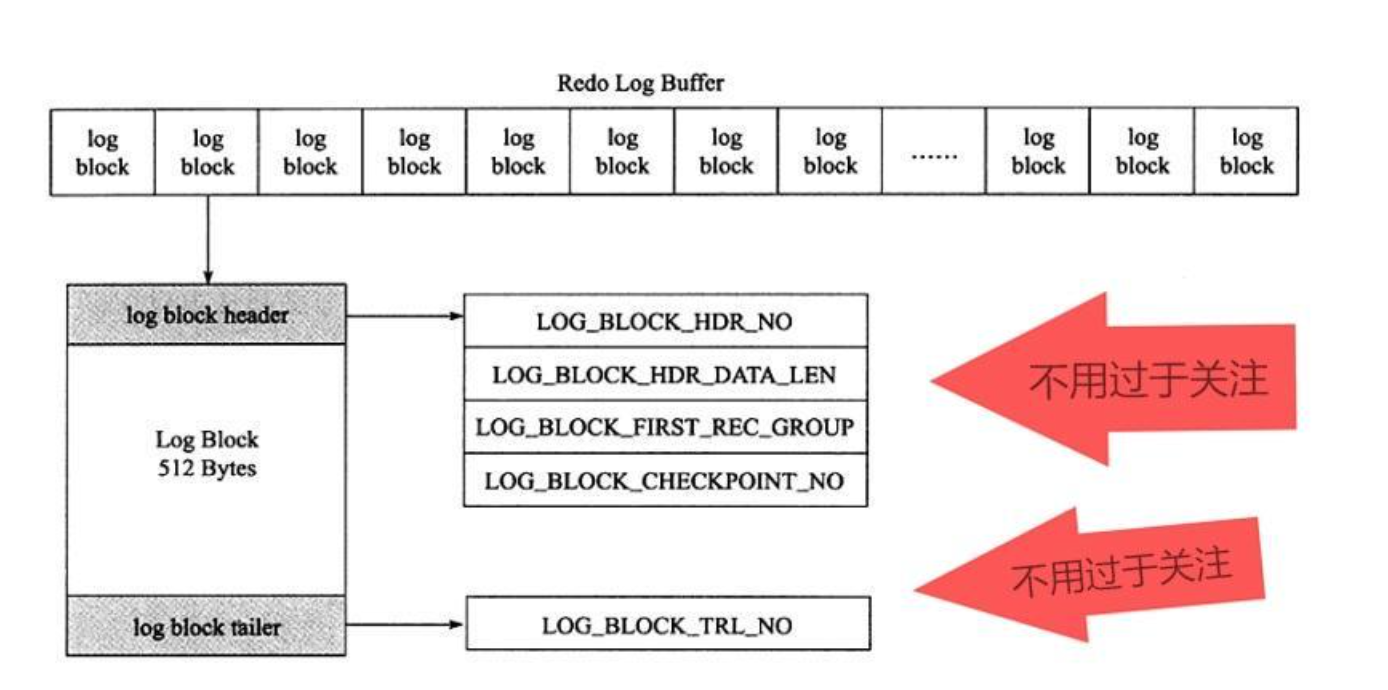 Redo Log Buffer
log log log log log log log log ...... log log log
block block block block block block block block block block block
log block header
LOG_BLOCK_HDR_NO
LOG_BLOCK_HDR_DATA_LEN
LOG_BLOCK_FIRST_REC_GROUP
LOG_BLOCK_CHECKPOINT_NO
不用过于关注
Log Block
512 Bytes
log block tailer
LOG_BLOCK_TRL_NO
不用过于关注